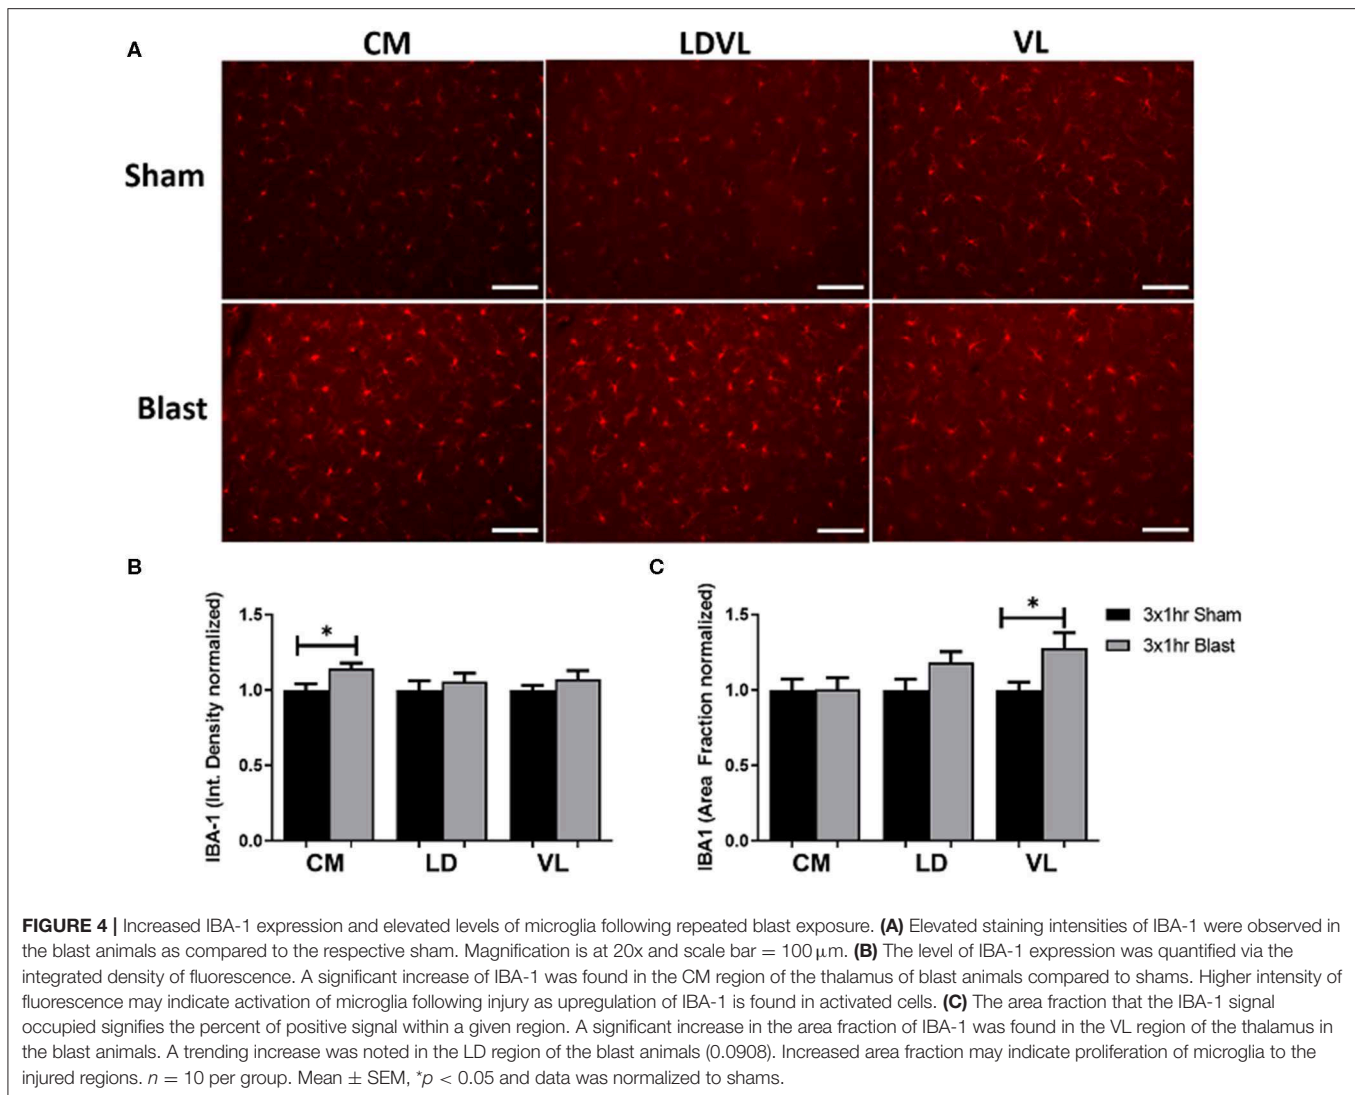 A
CM LDVL VL
Sham
Blast
B
IBA-1 (Int. Density normalized)
1.5
1.0
0.5
0.0
*
CM LD VL
C
IBA1 (Area Fraction normalized)
1.5
1.0
0.5
0.0
*
CM LD VL
3x1hr Sham
3x1hr Blast
FIGURE 4 | Increased IBA-1 expression and elevated levels of microglia following repeated blast exposure. (A) Elevated staining intensities of IBA-1 were observed in
the blast animals as compared to the respective sham. Magnification is at 20x and scale bar = 100 μm. (B) The level of IBA-1 expression was quantified via the
integrated density of fluorescence. A significant increase of IBA-1 was found in the CM region of the thalamus of blast animals compared to shams. Higher intensity of
fluorescence may indicate activation of microglia following injury as upregulation of IBA-1 is found in activated cells. (C) The area fraction that the IBA-1 signal
occupied signifies the percent of positive signal within a given region. A significant increase in the area fraction of IBA-1 was found in the VL region of the thalamus in
the blast animals. A trending increase was noted in the LD region of the blast animals (0.0908). Increased area fraction may indicate proliferation of microglia to the
injured regions. n = 10 per group. Mean ± SEM, *p < 0.05 and data was normalized to shams.